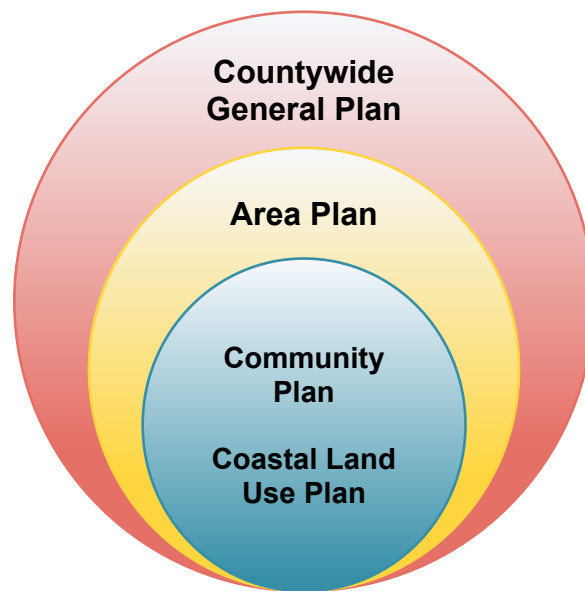 Countywide
General Plan
Area Plan
Community
Plan
Coastal Land
Use Plan